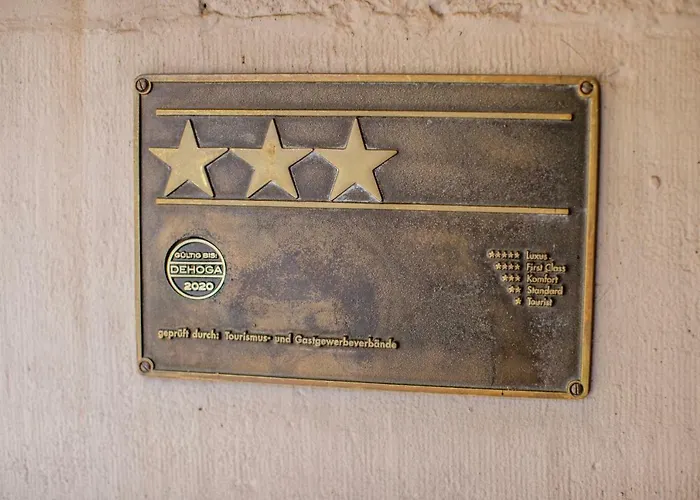 GÜLTIG BIS:
DEHOGA
2020
***** Luxus
**** First Class
*** Komfort
** Standard
* Tourist
geprüft durch: Tourismus- und Gastgewerbeverbände